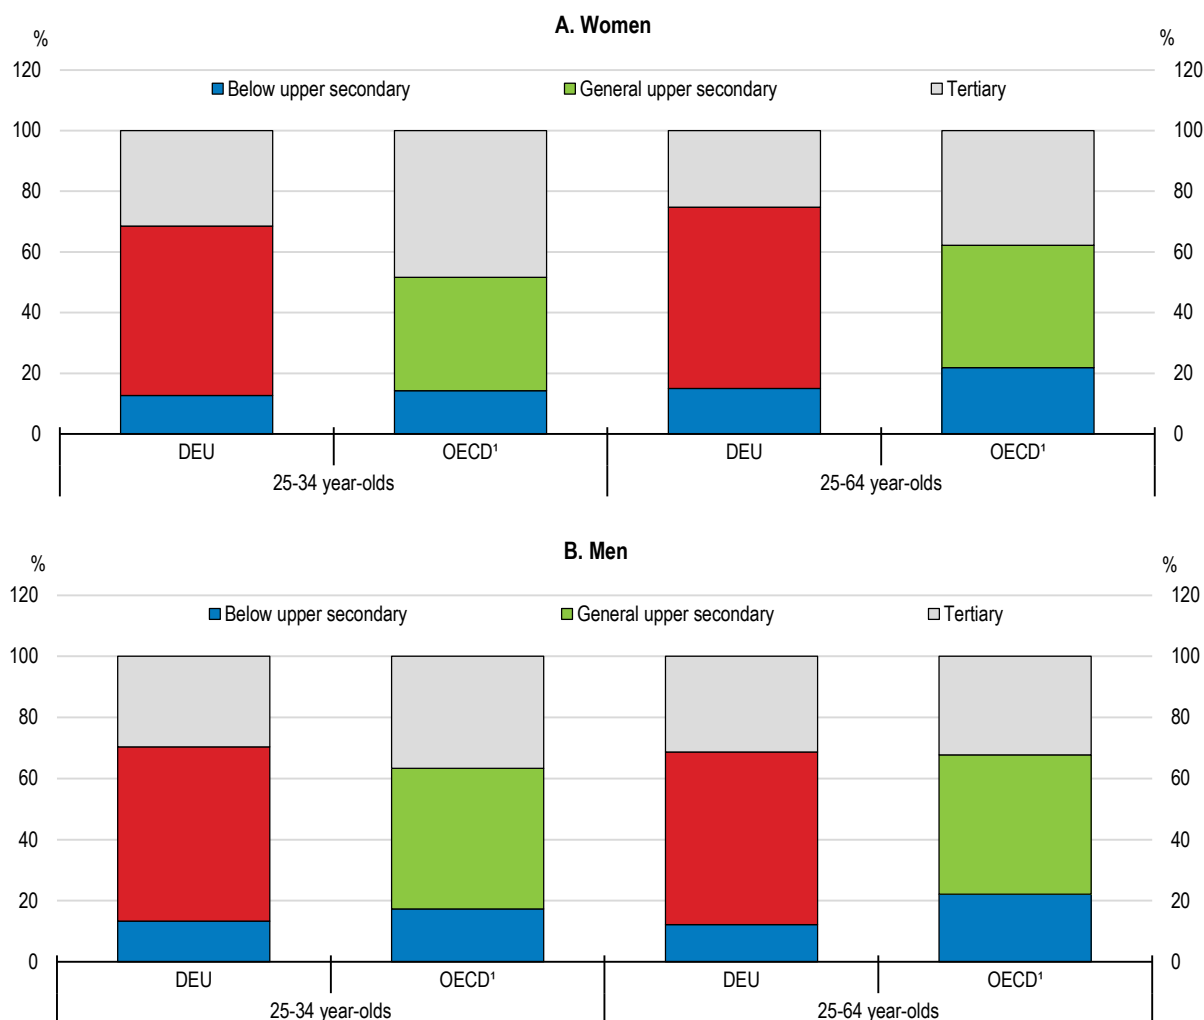 A. Women
% %
120 120
Below upper secondary General upper secondary Tertiary
100 100
80 80
60 60
40 40
20 20
0 0
DEU OECD¹ DEU OECD¹
25-34 year-olds 25-64 year-olds
B. Men
% %
120 120
Below upper secondary General upper secondary Tertiary
100 100
80 80
60 60
40 40
20 20
0 0
DEU OECD¹ DEU OECD¹
25-34 year-olds 25-64 year-olds